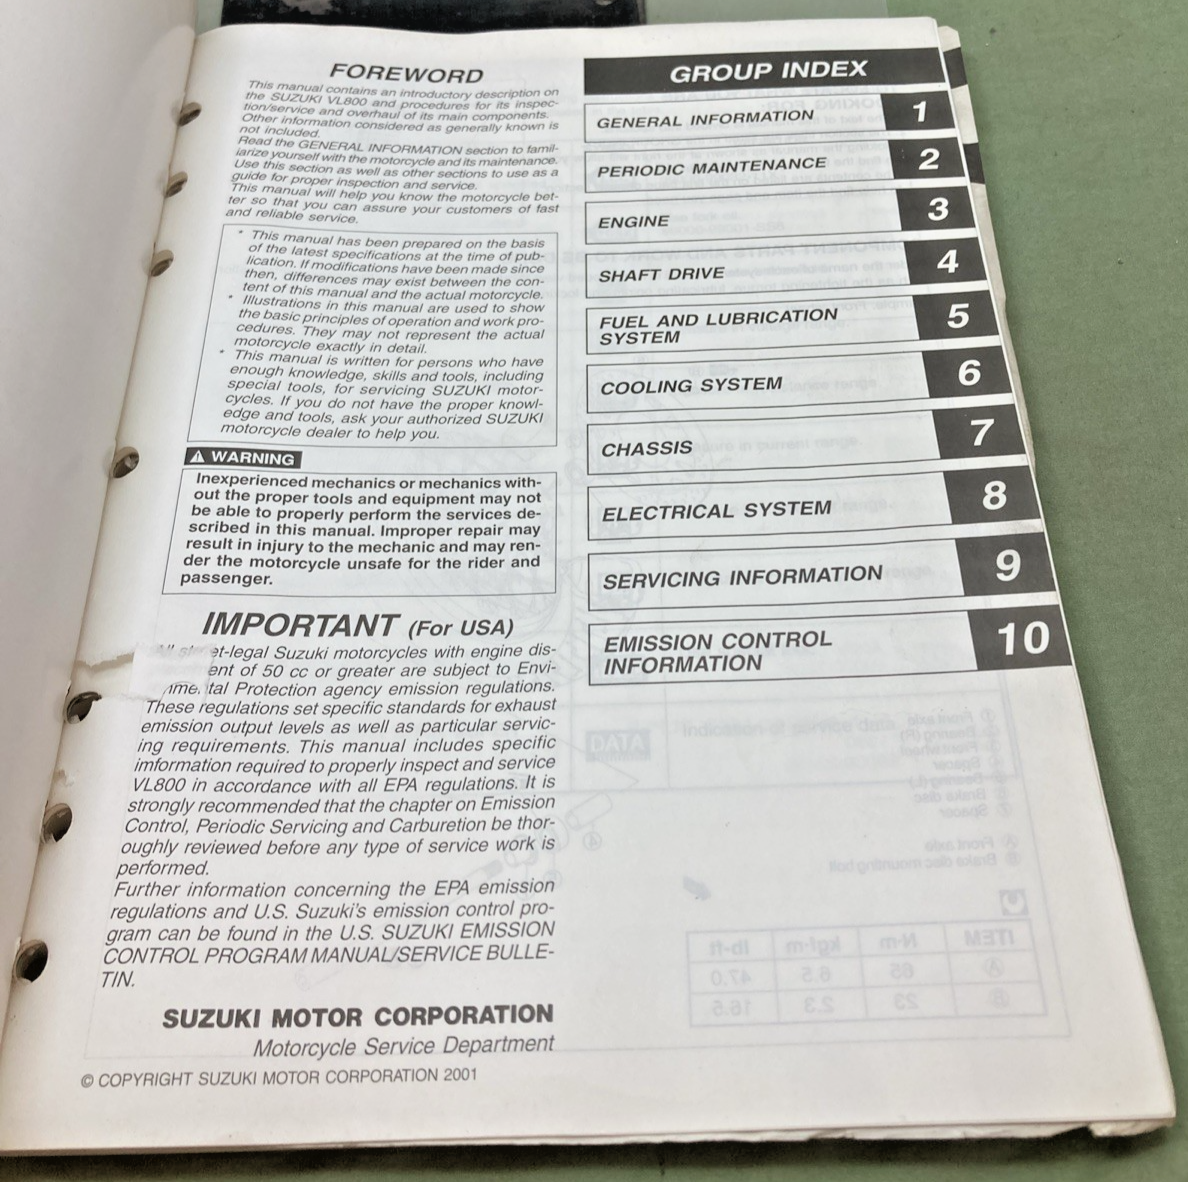 FOREWORD
This manual contains an introductory description on
the SUZUKI VL800 and procedures for its inspec-
tion/service and overhaul of its main components.
Other information considered as generally known is
not included.
Read the GENERAL INFORMATION section to famil-
iarize yourself with the motorcycle and its maintenance.
Use this section as well as other sections to use as a
guide for proper inspection and service.
This manual will help you know the motorcycle bet-
ter so that you can assure your customers of fast
and reliable service.
* This manual has been prepared on the basis
of the latest specifications at the time of pub-
lication. If modifications have been made since
then, differences may exist between the con-
tent of this manual and the actual motorcycle.
* Illustrations in this manual are used to show
the basic principles of operation and work pro-
cedures. They may not represent the actual
motorcycle exactly in detail.
* This manual is written for persons who have
enough knowledge, skills and tools, including
special tools, for servicing SUZUKI motor-
cycles. If you do not have the proper knowl-
edge and tools, ask your authorized SUZUKI
motorcycle dealer to help you.
WARNING
Inexperienced mechanics or mechanics with-
out the proper tools and equipment may not
be able to properly perform the services de-
scribed in this manual. Improper repair may
result in injury to the mechanic and may ren-
der the motorcycle unsafe for the rider and
passenger.
IMPORTANT (For USA)
All et-legal Suzuki motorcycles with engine dis-
ent of 50 cc or greater are subject to Envi-
nme tal Protection agency emission regulations.
These regulations set specific standards for exhaust
emission output levels as well as particular servic-
ing requirements. This manual includes specific
imformation required to properly inspect and service
VL800 in accordance with all EPA regulations. It is
strongly recommended that the chapter on Emission
Control, Periodic Servicing and Carburetion be thor-
oughly reviewed before any type of service work is
performed.
Further information concerning the EPA emission
regulations and U.S. Suzuki's emission control pro-
gram can be found in the U.S. SUZUKI EMISSION
CONTROL PROGRAM MANUAL/SERVICE BULLE-
TIN.
SUZUKI MOTOR CORPORATION
Motorcycle Service Department
© COPYRIGHT SUZUKI MOTOR CORPORATION 2001
GROUP INDEX
GENERAL INFORMATION 1
PERIODIC MAINTENANCE 2
ENGINE 3
SHAFT DRIVE 4
FUEL AND LUBRICATION
SYSTEM 5
COOLING SYSTEM 6
CHASSIS 7
ELECTRICAL SYSTEM 8
SERVICING INFORMATION 9
EMISSION CONTROL
INFORMATION 10